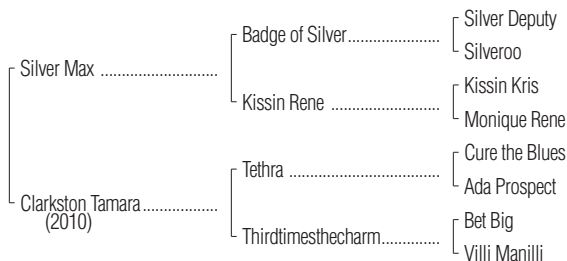 Silver Deputy
Badge of Silver
Silveroo
Silver Max
Kissin Kris
Kissin Rene
Monique Rene
Cure the Blues
Tethra
Ada Prospect
Clarkston Tamara
(2010)
Bet Big
Thirdtimesthecharm
Villi Manilli